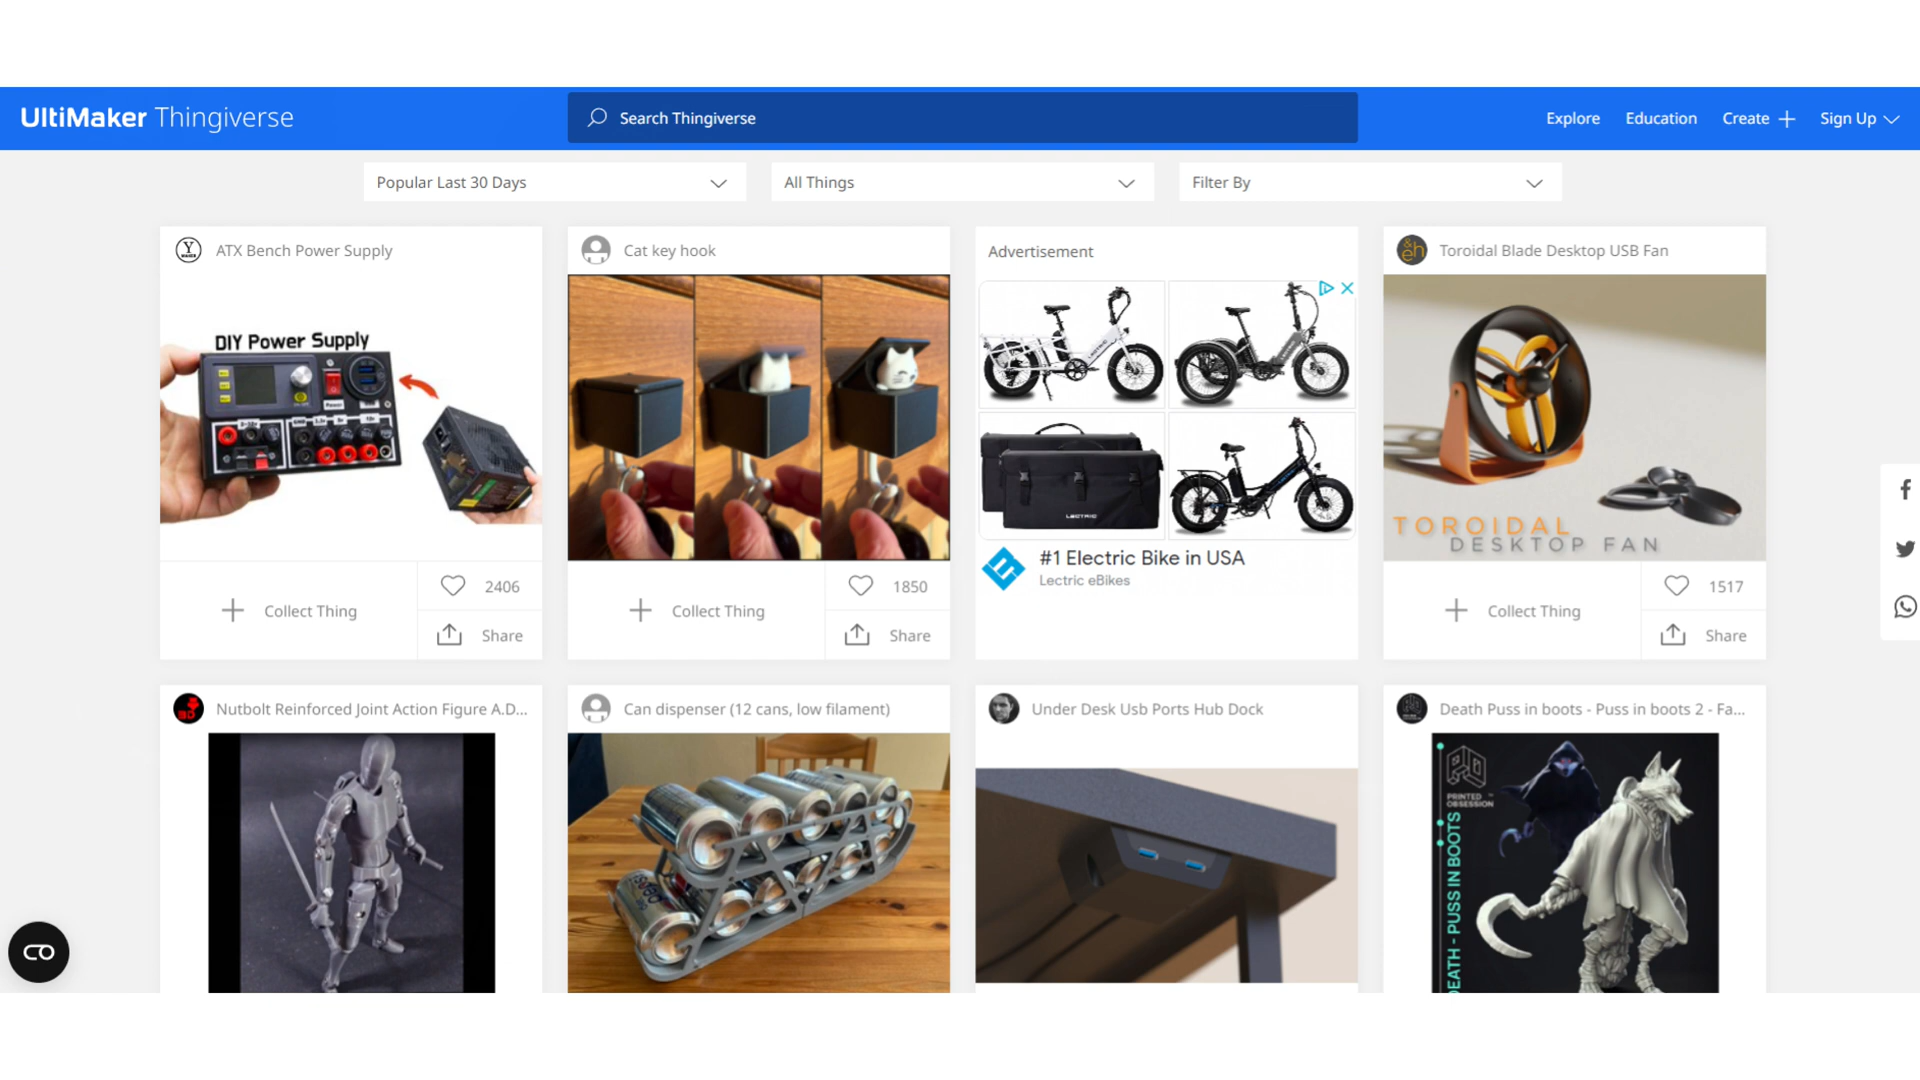 UltiMaker Thingiverse
Search Thingiverse
Explore
Education
Create
Sign Up
Popular Last 30 Days
All Things
Filter By
ATX Bench Power Supply
DIY Power Supply
Collect Thing
2406
Share
Cat key hook
Collect Thing
1850
Share
Advertisement
LECTRIC
#1 Electric Bike in USA
Lectric eBikes
Toroidal Blade Desktop USB Fan
TOROIDAL
DESKTOP FAN
Collect Thing
1517
Share
Nutbolt Reinforced Joint Action Figure A.D...
Can dispenser (12 cans, low filament)
Under Desk Usb Ports Hub Dock
Death Puss in boots - Puss in boots 2 - Fa...
PRINTED
OBSESSION
DEATH - PUSS IN BOOTS